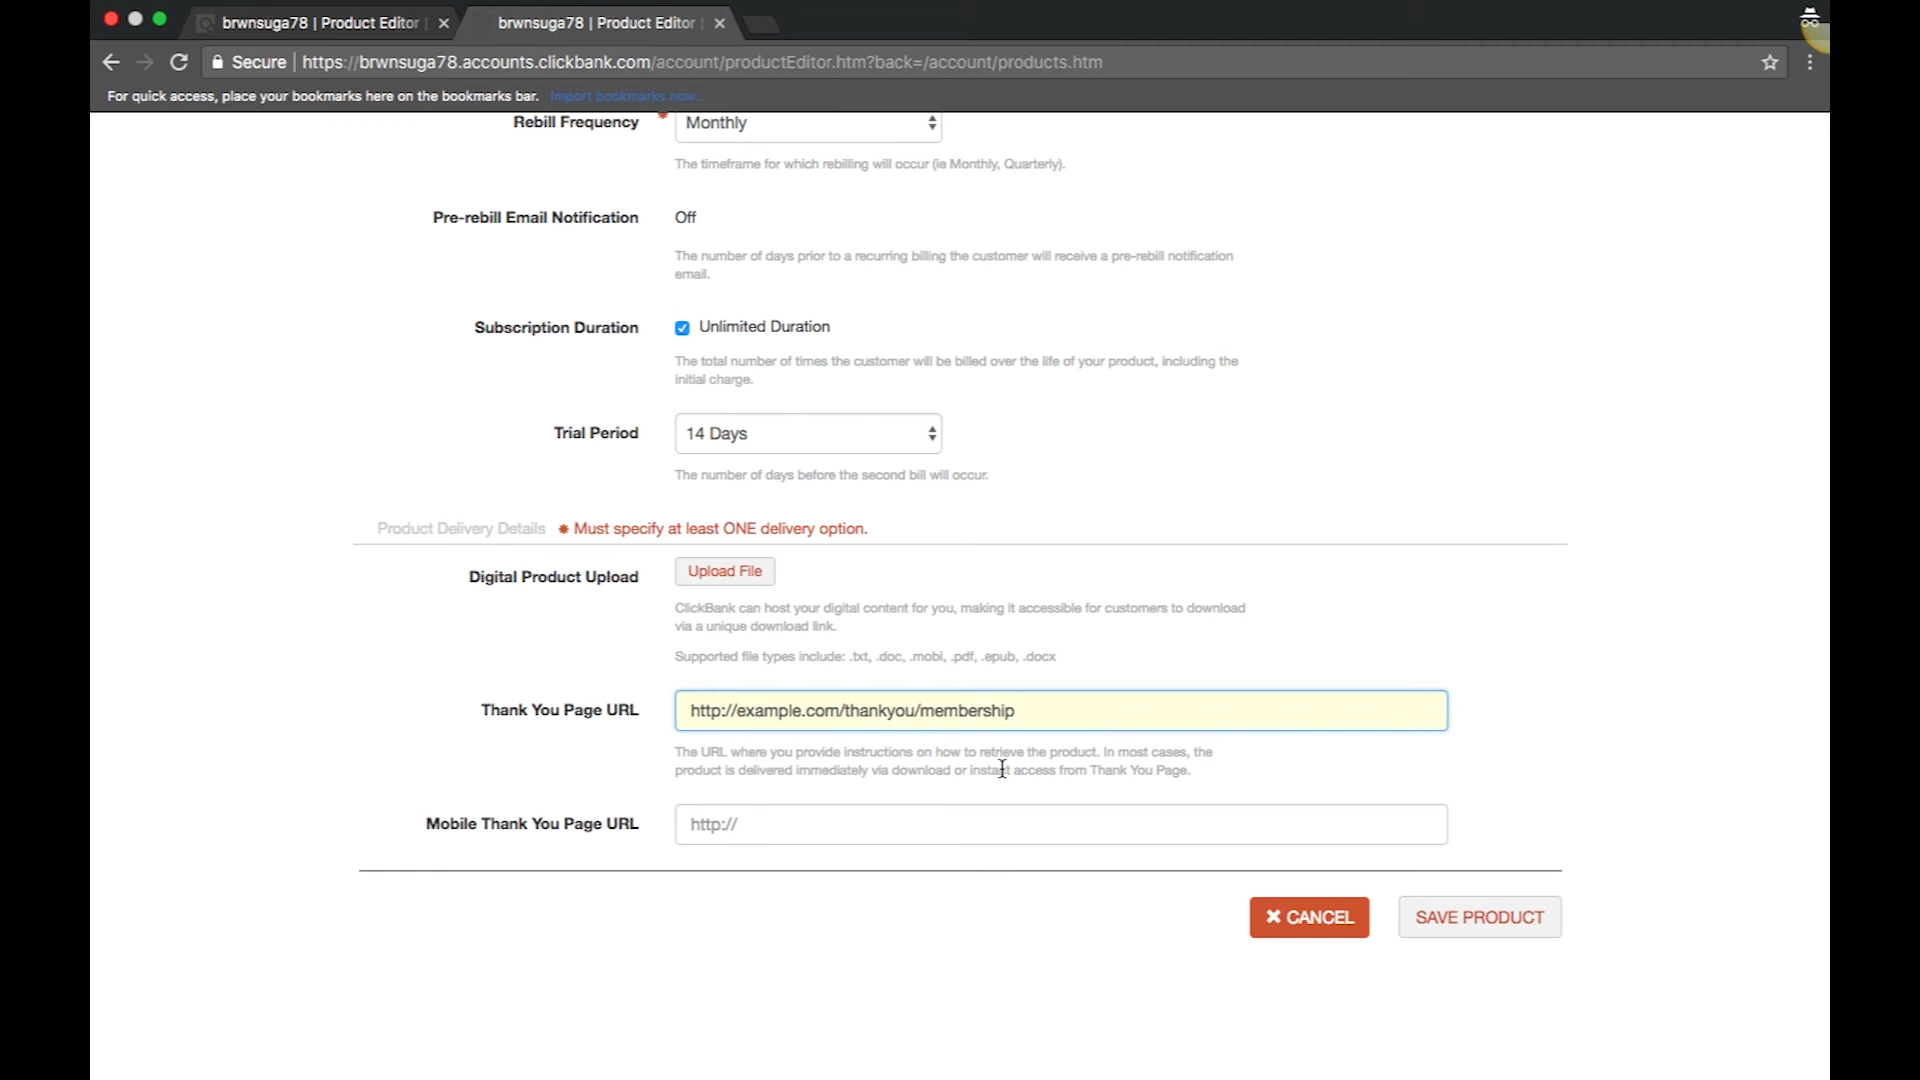 brwnsuga78 | Product Editor |
brwnsuga78 | Product Editor |
Secure | https://brwnsuga78.accounts.clickbank.com/account/productEditor.htm?back=/account/products.htm
For quick access, place your bookmarks here on the bookmarks bar. Import bookmarks now...
Rebill Frequency * Monthly
The timeframe for which rebilling will occur (ie Monthly, Quarterly).
Pre-rebill Email Notification Off
The number of days prior to a recurring billing the customer will receive a pre-rebill notification
email.
Subscription Duration Unlimited Duration
The total number of times the customer will be billed over the life of your product, including the
initial charge.
Trial Period 14 Days
The number of days before the second bill will occur.
Product Delivery Details * Must specify at least ONE delivery option.
Digital Product Upload Upload File
ClickBank can host your digital content for you, making it accessible for customers to download
via a unique download link.
Supported file types include: .txt, .doc, .mobi, .pdf, .epub, .docx
Thank You Page URL http://example.com/thankyou/membership
The URL where you provide instructions on how to retrieve the product. In most cases, the
product is delivered immediately via download or instant access from Thank You Page.
Mobile Thank You Page URL http://
CANCEL SAVE PRODUCT